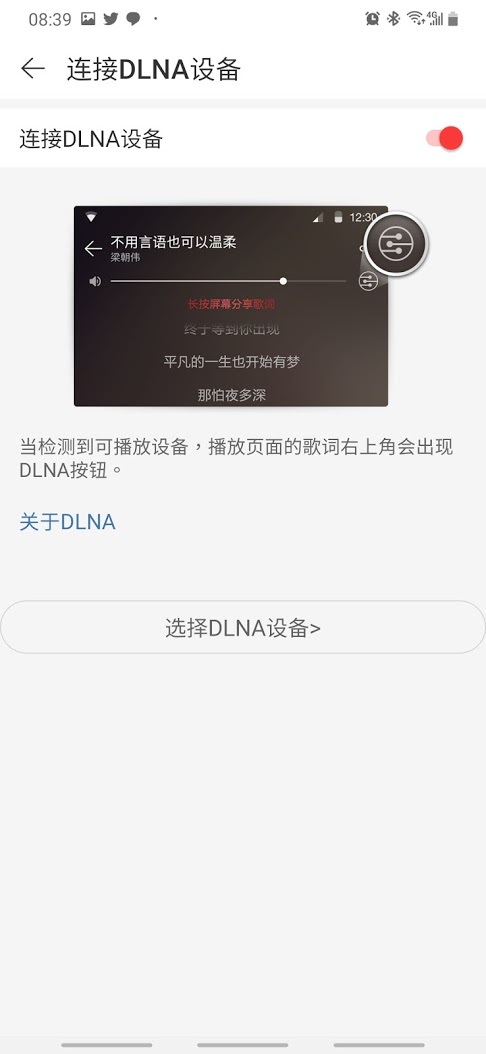 08:39
4G
连接DLNA设备
连接DLNA设备
12:30
不用言语也可以温柔
梁朝伟
长按屏幕分享歌词
终于等到你出现
平凡的一生也开始有梦
那怕夜多深
当检测到可播放设备，播放页面的歌词右上角会出现
DLNA按钮。
关于DLNA
选择DLNA设备>